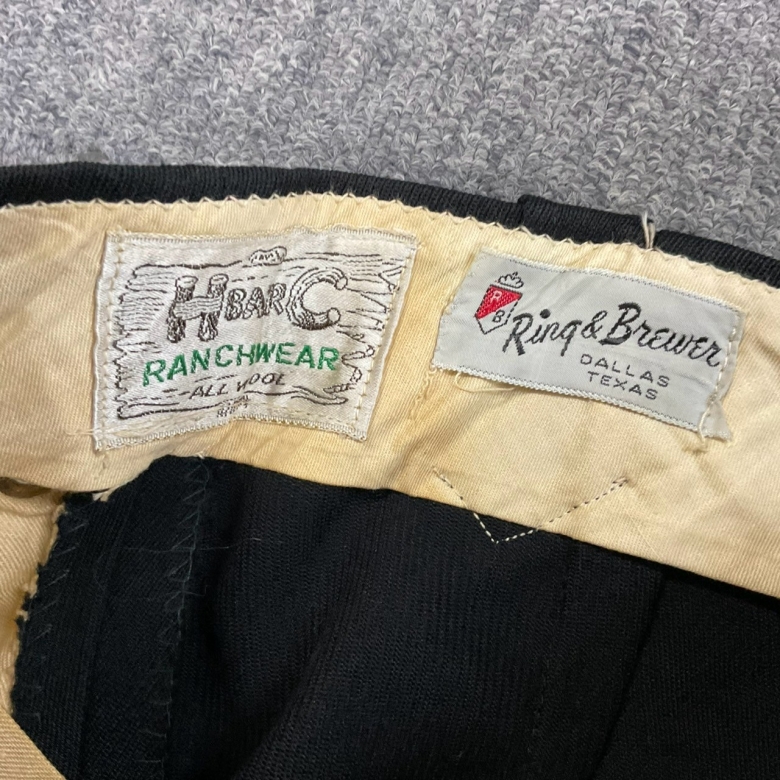 H BAR C
RANCHWEAR
ALL WOOL
RB
Ring & Brewer
DALLAS
TEXAS